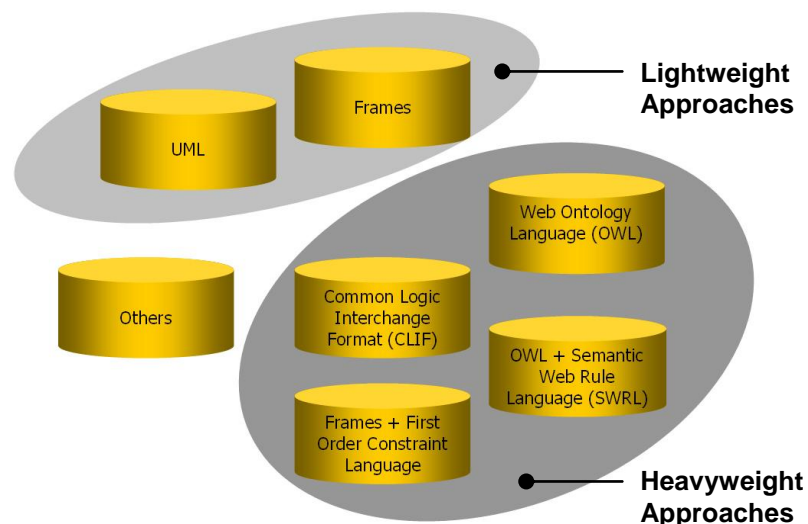 Lightweight
Approaches
Frames
UML
Web Ontology
Language (OWL)
Common Logic
Interchange
Format (CLIF)
Others
OWL + Semantic
Web Rule
Language (SWRL)
Frames + First
Order Constraint
Language
Heavyweight
Approaches